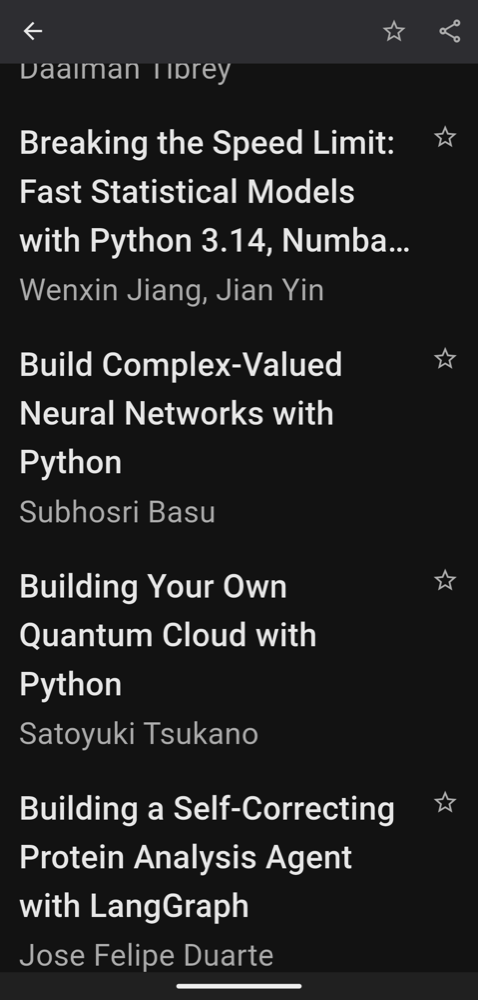 Daalman Tibrey
Breaking the Speed Limit:
Fast Statistical Models
with Python 3.14, Numba...
Wenxin Jiang, Jian Yin
Build Complex-Valued
Neural Networks with
Python
Subhosri Basu
Building Your Own
Quantum Cloud with
Python
Satoyuki Tsukano
Building a Self-Correcting
Protein Analysis Agent
with LangGraph
Jose Felipe Duarte